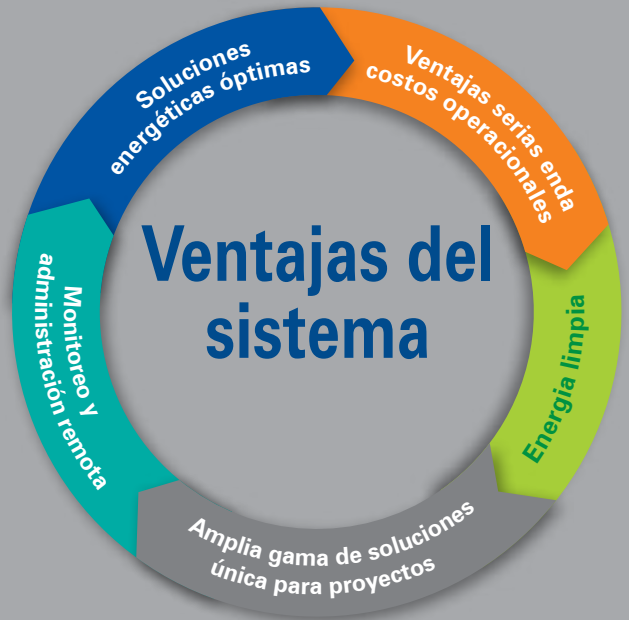 Ventajas del
sistema
Soluciones
energéticas óptimas
Ventajas serias enda
costos operacionales
Energia limpia
Amplia gama de soluciones
única para proyectos
Monitoreo y
administración remota